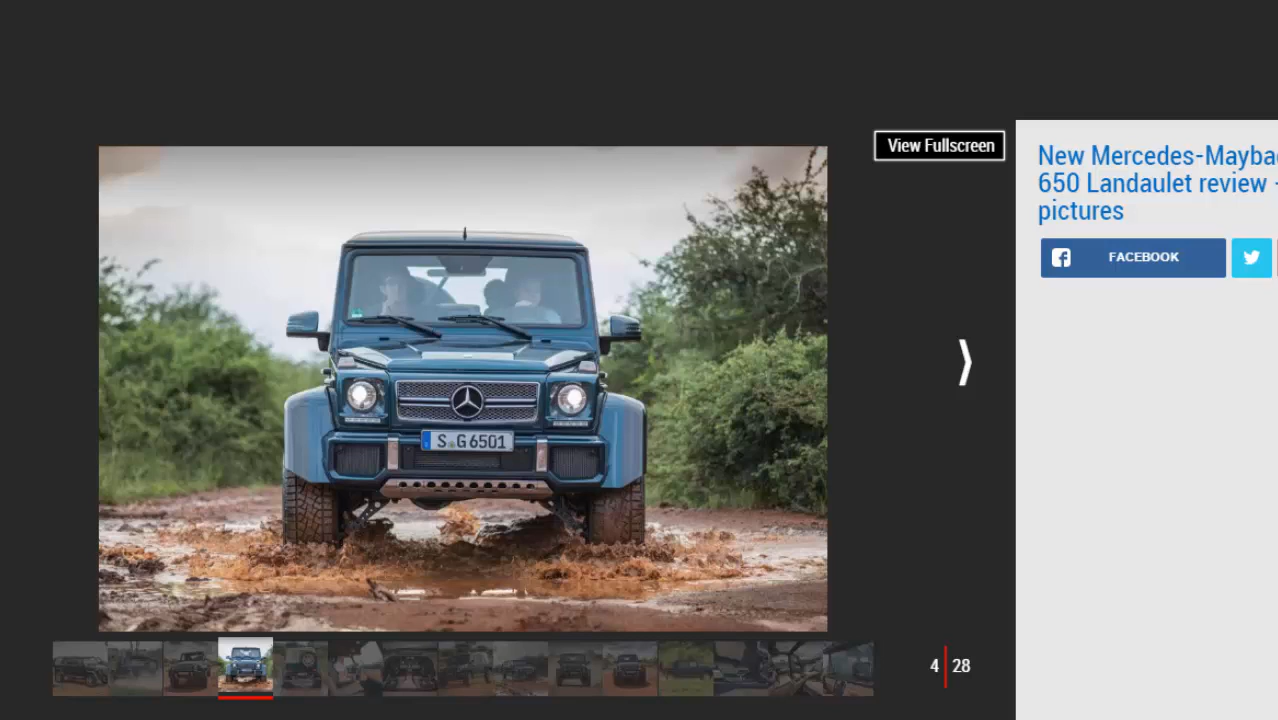 View Fullscreen
New Mercedes-Mayba
650 Landaulet review -
pictures
FACEBOOK
S G 6501
4 28